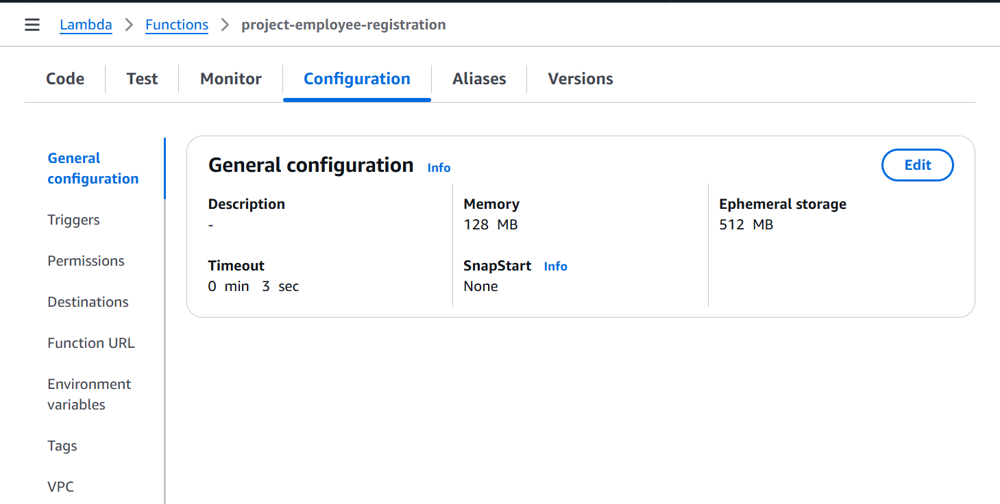 Lambda > Functions > project-employee-registration
Code Test Monitor Configuration Aliases Versions
General
configuration
Triggers
Permissions
Destinations
Function URL
Environment
variables
Tags
VPC
General configuration Info
Edit
Description
-
Memory
128 MB
Ephemeral storage
512 MB
Timeout
0 min 3 sec
SnapStart Info
None